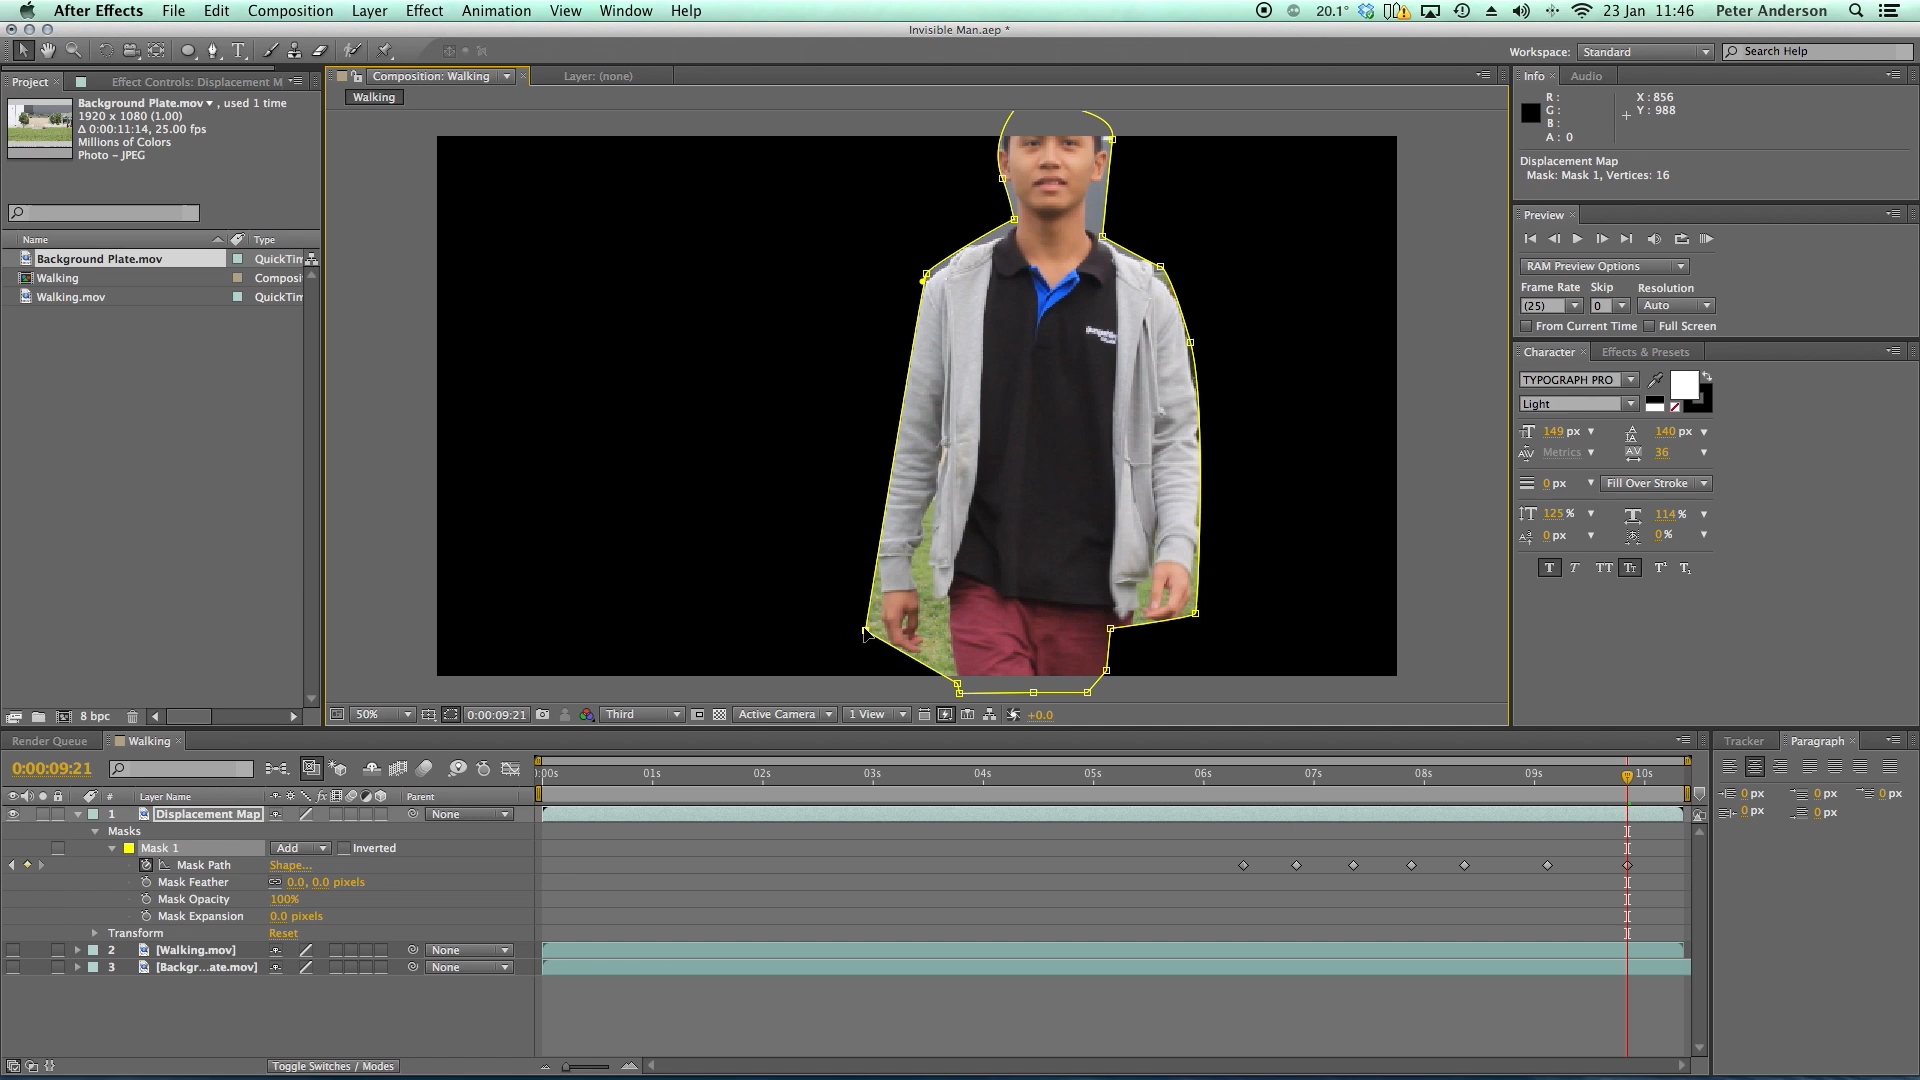 After Effects File Edit Composition Layer Effect Animation View Window Help 20.1° 23 Jan 11:46 Peter Anderson
Invisible Man.aep *
Workspace: Standard Search Help
Project Effect Controls: Displacement M
Background Plate.mov , used 1 time
1920 x 1080 (1.00)
Δ 0:00:11:14, 25.00 fps
Millions of Colors
Photo - JPEG
Name Type
Background Plate.mov QuickTim
Walking Composi
Walking.mov QuickTim
8 bpc
Composition: Walking Layer: (none)
Walking
50% 0:00:09:21 Third Active Camera 1 View +0.0
Info Audio
R : X : 856
G : Y : 988
B :
A : 0
Displacement Map
Mask: Mask 1, Vertices: 16
Preview
RAM Preview Options
Frame Rate Skip Resolution
(25) 0 Auto
From Current Time Full Screen
Character Effects & Presets
TYPOGRAPH PRO
Light
149 px 140 px
Metrics 36
0 px Fill Over Stroke
125 % 114 %
0 px 0 %
T T TT Tт T¹ T₁
Render Queue Walking
0:00:09:21
:00s 01s 02s 03s 04s 05s 06s 07s 08s 09s 10s
# Layer Name fx Parent
1 Displacement Map None
Masks
Mask 1 Add Inverted
Mask Path Shape...
Mask Feather 0.0, 0.0 pixels
Mask Opacity 100%
Mask Expansion 0.0 pixels
Transform Reset
2 [Walking.mov] None
3 [Backgr...ate.mov] None
Toggle Switches / Modes
Tracker Paragraph
0 px 0 px 0 px
0 px 0 px